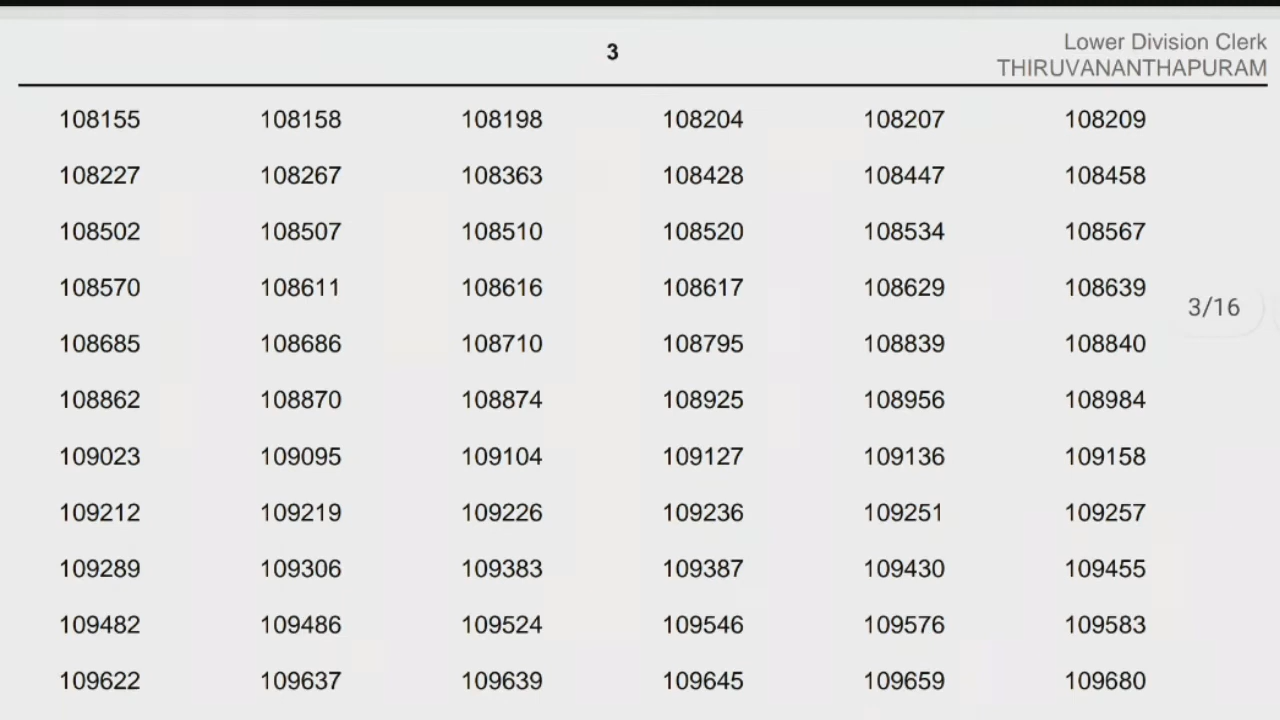 3
Lower Division Clerk
THIRUVANANTHAPURAM
108155 108158 108198 108204 108207 108209
108227 108267 108363 108428 108447 108458
108502 108507 108510 108520 108534 108567
108570 108611 108616 108617 108629 108639
3/16
108685 108686 108710 108795 108839 108840
108862 108870 108874 108925 108956 108984
109023 109095 109104 109127 109136 109158
109212 109219 109226 109236 109251 109257
109289 109306 109383 109387 109430 109455
109482 109486 109524 109546 109576 109583
109622 109637 109639 109645 109659 109680